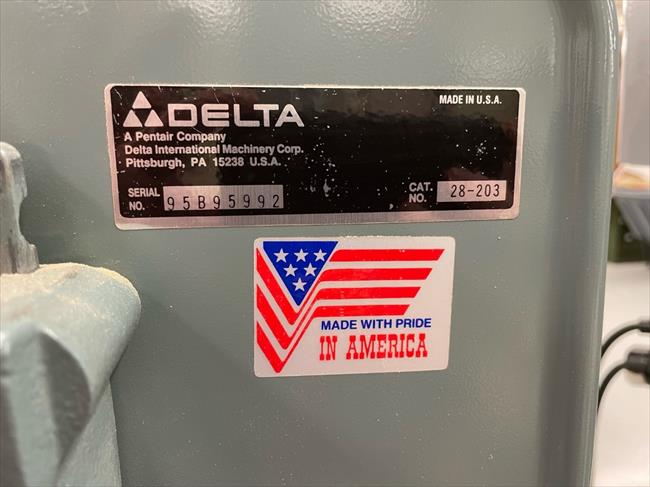 DELTA
MADE IN U.S.A.
A Pentair Company
Delta International Machinery Corp.
Pittsburgh, PA 15238 U.S.A.
SERIAL NO. 95B95992
CAT. NO. 28-203
MADE WITH PRIDE
IN AMERICA